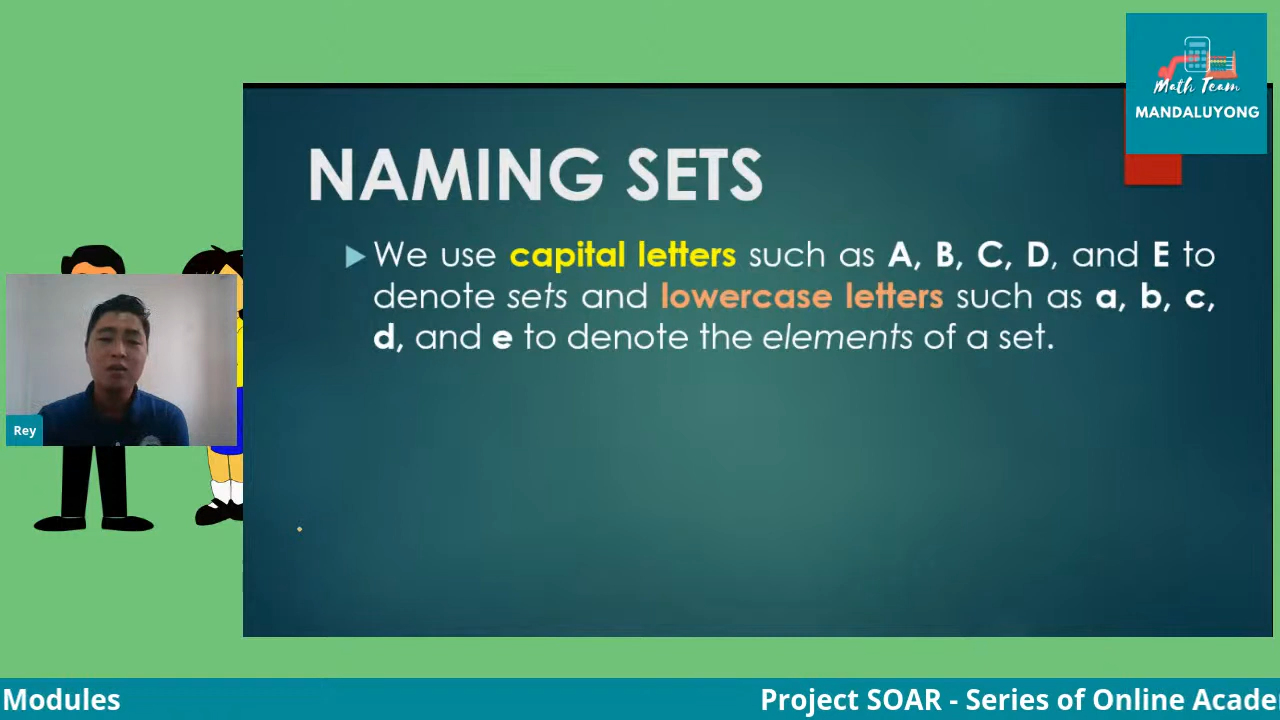 Math Team
MANDALUYONG
NAMING SETS
We use capital letters such as A, B, C, D, and E to
denote sets and lowercase letters such as a, b, c,
d, and e to denote the elements of a set.
Rey
Modules
Project SOAR - Series of Online